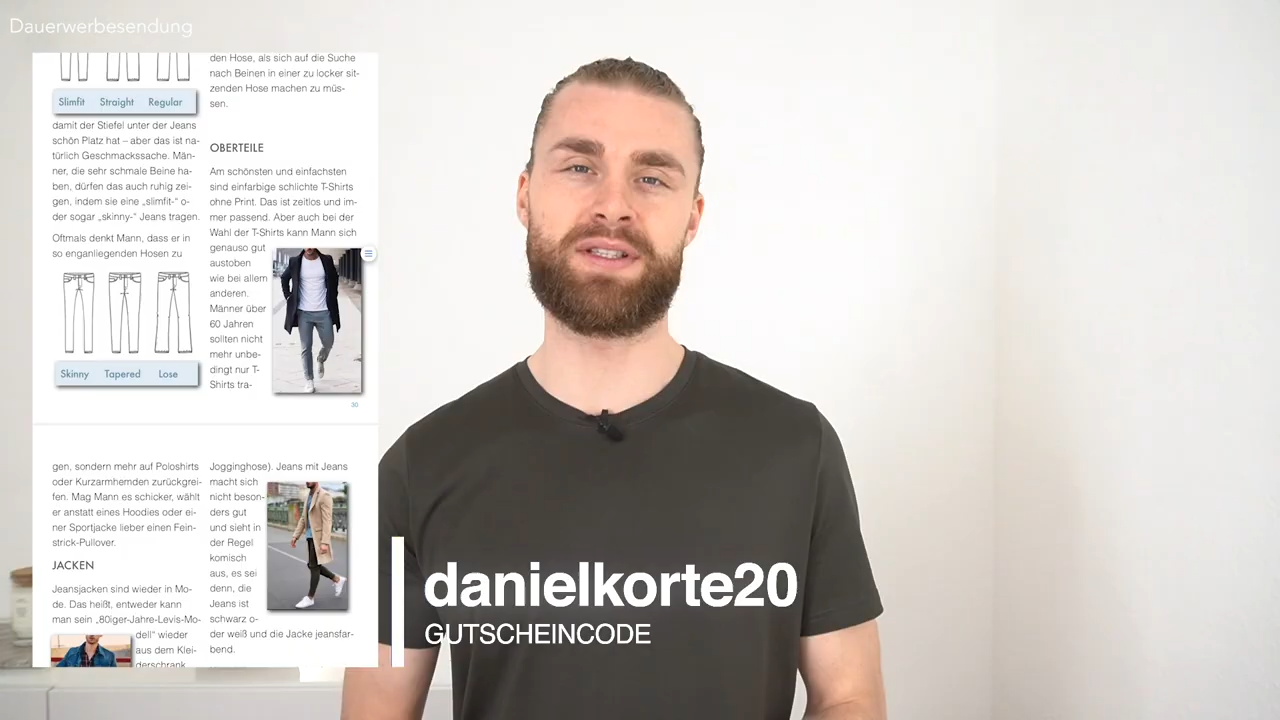 Dauerwerbesendung
Slimfit Straight Regular
damit der Stiefel unter der Jeans
schön Platz hat – aber das ist na-
türlich Geschmackssache. Män-
ner, die sehr schmale Beine ha-
ben, dürfen das auch ruhig zei-
gen, indem sie eine „slimfit-“ o-
der sogar „skinny-“ Jeans tragen.
Oftmals denkt Mann, dass er in
so enganliegenden Hosen zu
Skinny Tapered Lose
den Hose, als sich auf die Suche
nach Beinen in einer zu locker sit-
zenden Hose machen zu müs-
sen.
OBERTEILE
Am schönsten und einfachsten
sind einfarbige schlichte T-Shirts
ohne Print. Das ist zeitlos und im-
mer passend. Aber auch bei der
Wahl der T-Shirts kann Mann sich
genauso gut
austoben
wie bei allem
anderen.
Männer über
60 Jahren
sollten nicht
mehr unbe-
dingt nur T-
Shirts tra-
30
gen, sondern mehr auf Poloshirts
oder Kurzarmhemden zurückgrei-
fen. Mag Mann es schicker, wählt
er anstatt eines Hoodies oder ei-
ner Sportjacke lieber einen Fein-
strick-Pullover.
JACKEN
Jeansjacken sind wieder in Mo-
de. Das heißt, entweder kann
man sein „80iger-Jahre-Levis-Mo-
dell“ wieder
aus dem Klei-
derschrank
Jogginghose). Jeans mit Jeans
macht sich
nicht beson-
ders gut
und sieht in
der Regel
komisch
aus, es sei
denn, die
Jeans ist
schwarz o-
der weiß und die Jacke jeansfar-
bend.
danielkorte20
GUTSCHEINCODE